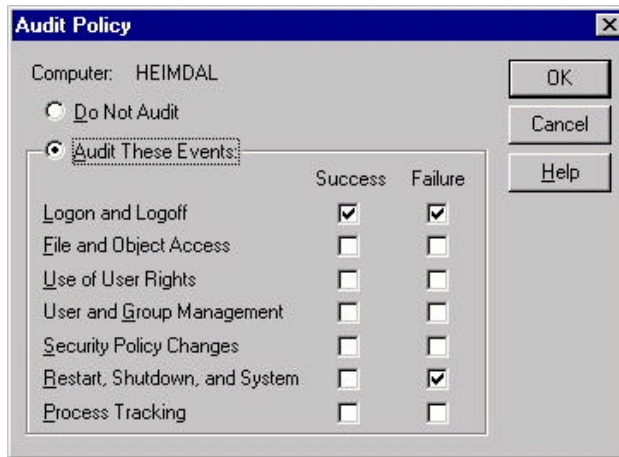 Audit Policy
Computer: HEIMDAL
Do Not Audit
Audit These Events:
Success Failure
Logon and Logoff
File and Object Access
Use of User Rights
User and Group Management
Security Policy Changes
Restart, Shutdown, and System
Process Tracking
OK
Cancel
Help